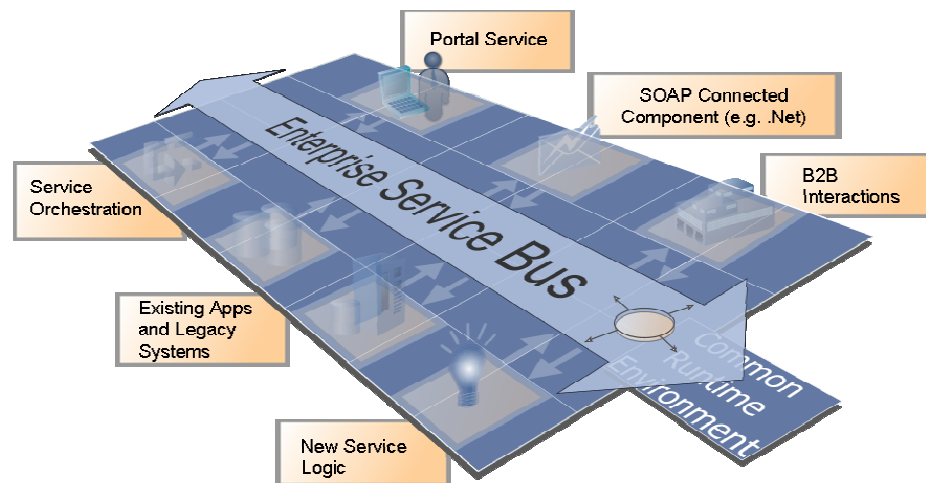 Portal Service
SOAP Connected
Component (e.g. .Net)
B2B
Interactions
Enterprise Service Bus
Service
Orchestration
Existing Apps
and Legacy
Systems
New Service
Logic
Common
Runtime
Environment